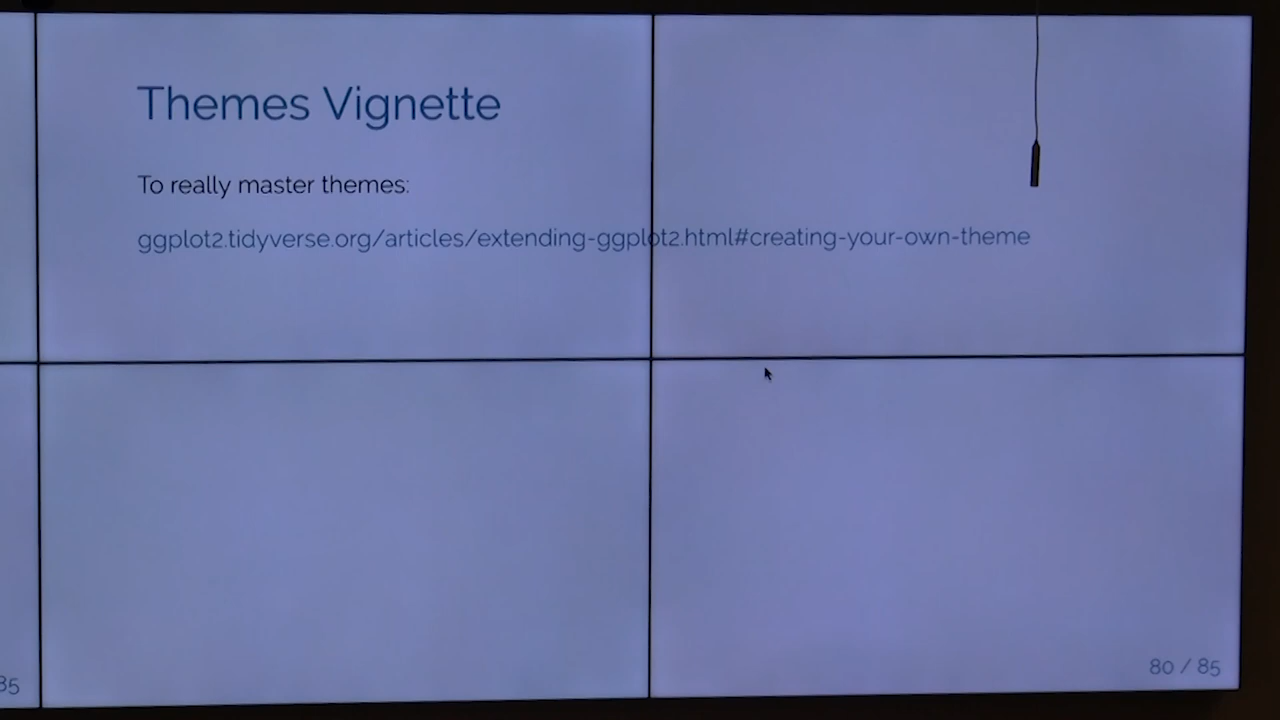 Themes Vignette
To really master themes:
ggplot2.tidyverse.org/articles/extending-ggplot2.html#creating-your-own-theme
80 / 85
85